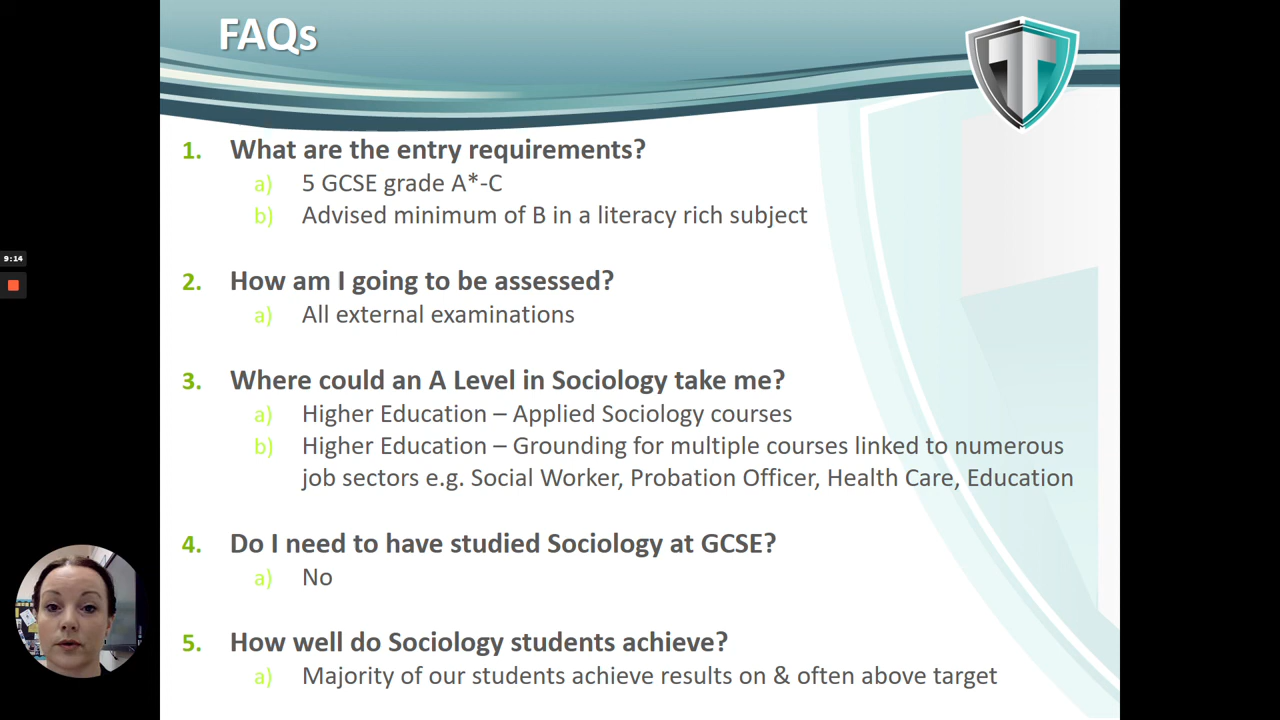 FAQs
1. What are the entry requirements?
a) 5 GCSE grade A*-C
b) Advised minimum of B in a literacy rich subject
9:14
2. How am I going to be assessed?
a) All external examinations
3. Where could an A Level in Sociology take me?
a) Higher Education – Applied Sociology courses
b) Higher Education – Grounding for multiple courses linked to numerous
job sectors e.g. Social Worker, Probation Officer, Health Care, Education
4. Do I need to have studied Sociology at GCSE?
a) No
5. How well do Sociology students achieve?
a) Majority of our students achieve results on & often above target